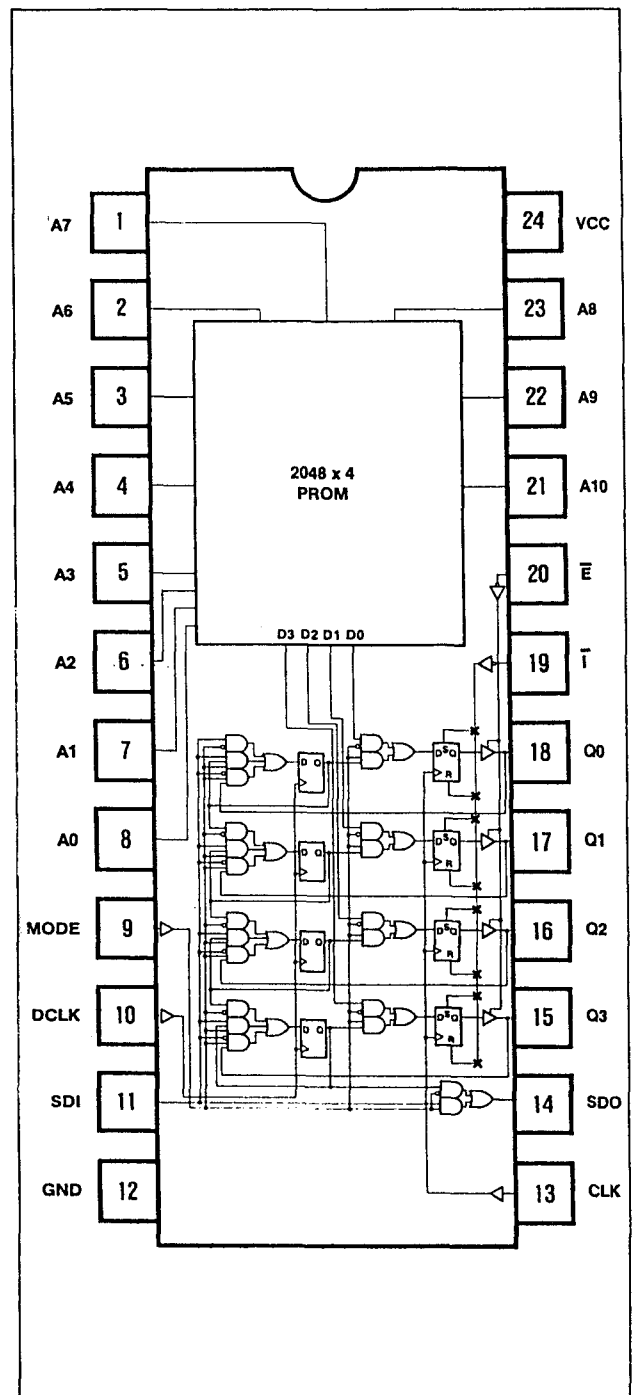 A7 1 24 VCC
A6 2 23 A8
A5 3 22 A9
A4 4 21 A10
2048 x 4
PROM
A3 5 20 E̅
D3 D2 D1 D0
A2 6 19 I̅
A1 7 18 Q0
D S Q
R
D Q
A0 8 17 Q1
D S Q
R
D Q
MODE 9 16 Q2
D S Q
R
D Q
DCLK 10 15 Q3
D S Q
R
D Q
SDI 11 14 SDO
GND 12 13 CLK